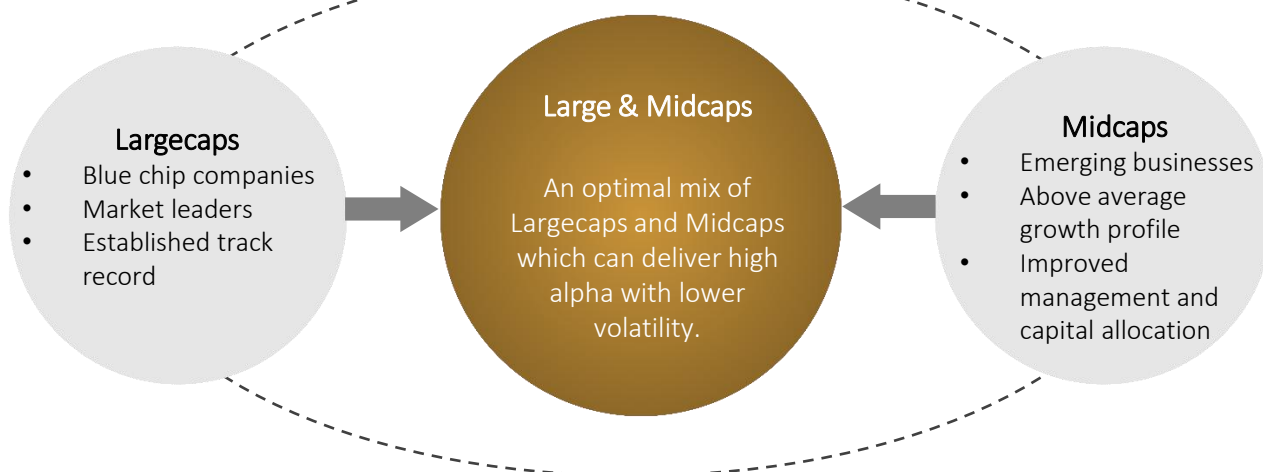 Largecaps
• Blue chip companies
• Market leaders
• Established track
record
Large & Midcaps
An optimal mix of
Largecaps and Midcaps
which can deliver high
alpha with lower
volatility.
Midcaps
• Emerging businesses
• Above average
growth profile
• Improved
management and
capital allocation